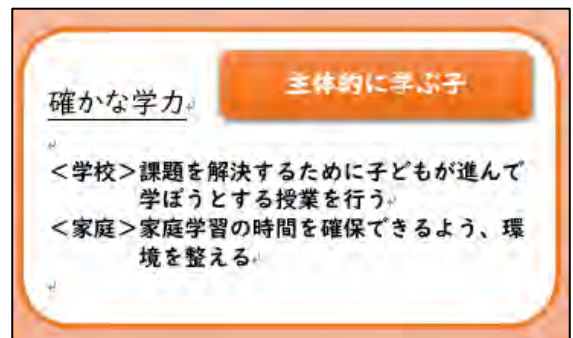 主体的に学ぶ子
確かな学力
<学校>課題を解決するために子どもが進んで
学ぼうとする授業を行う
<家庭>家庭学習の時間を確保できるよう、環
境を整える